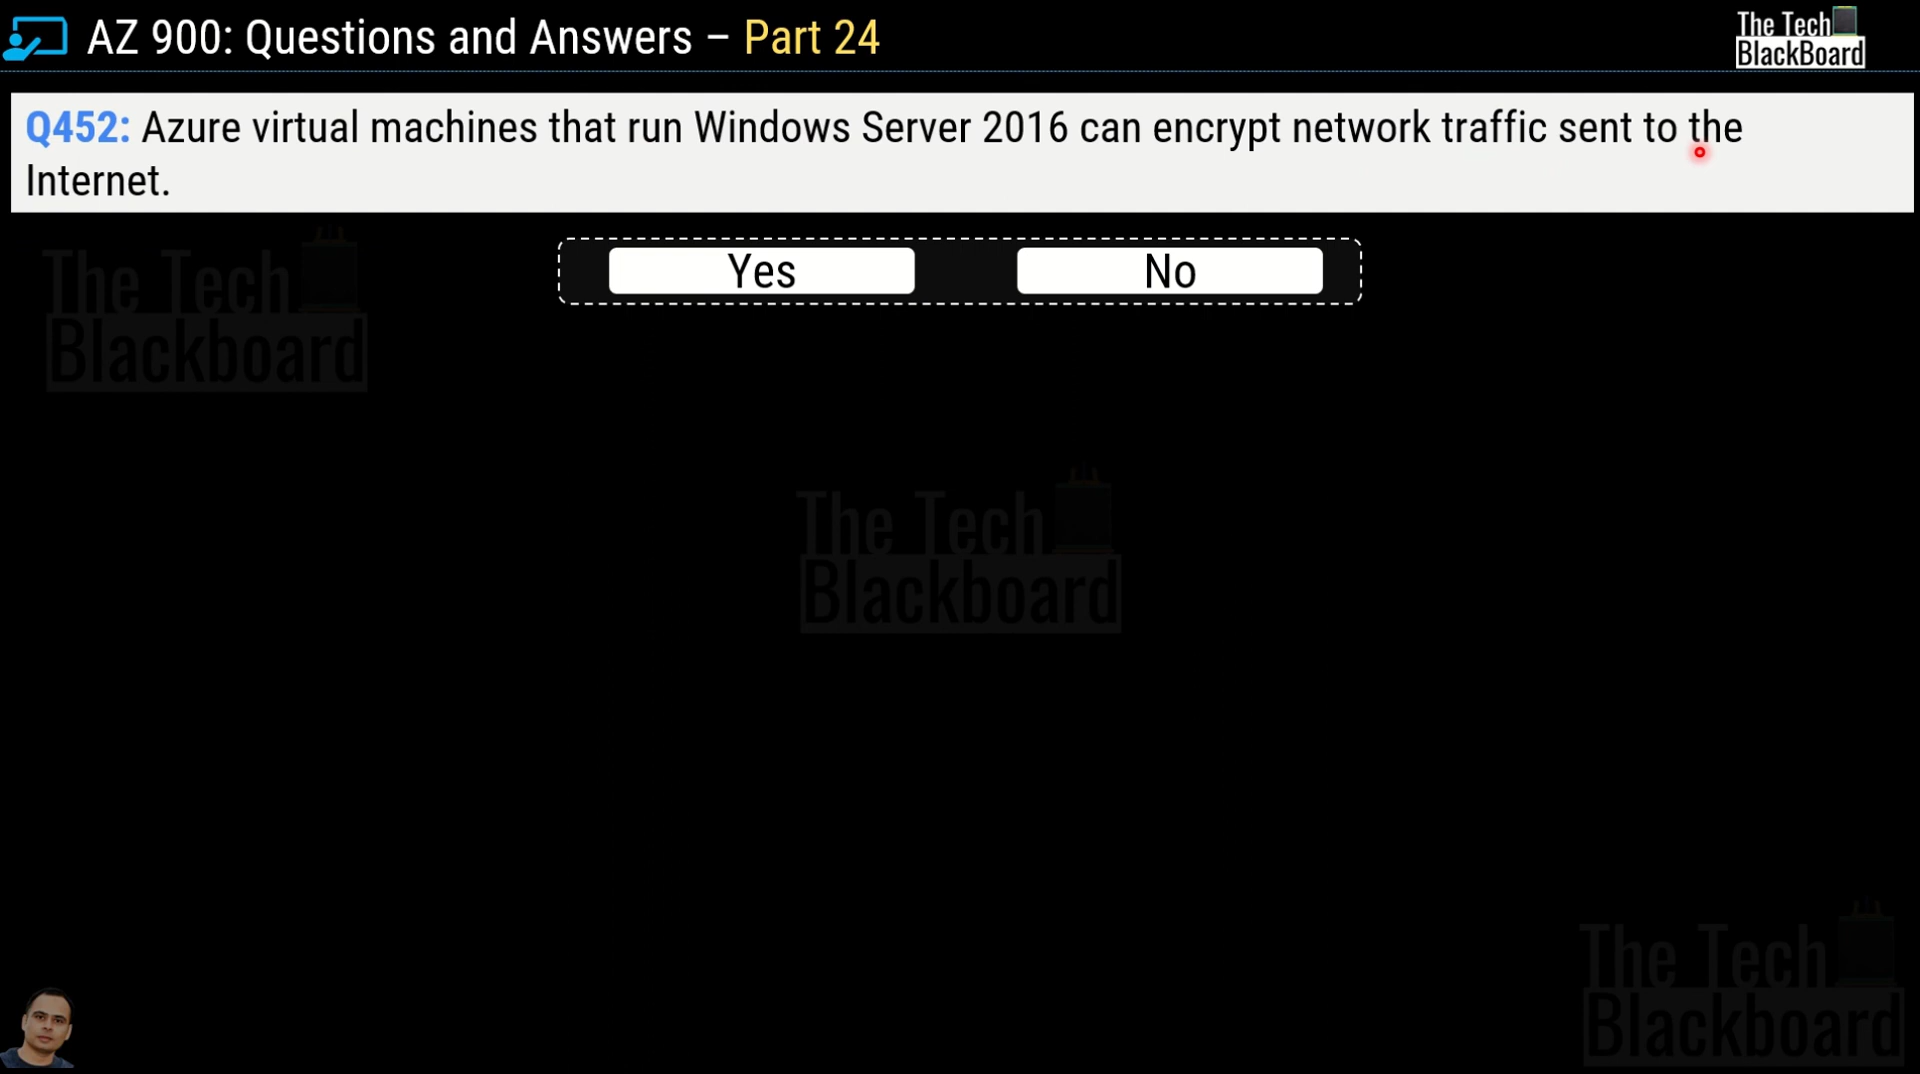 AZ 900: Questions and Answers – Part 24
The Tech
BlackBoard
Q452: Azure virtual machines that run Windows Server 2016 can encrypt network traffic sent to the
Internet.
Yes
No
The Tech
Blackboard
The Tech
Blackboard
The Tech
Blackboard